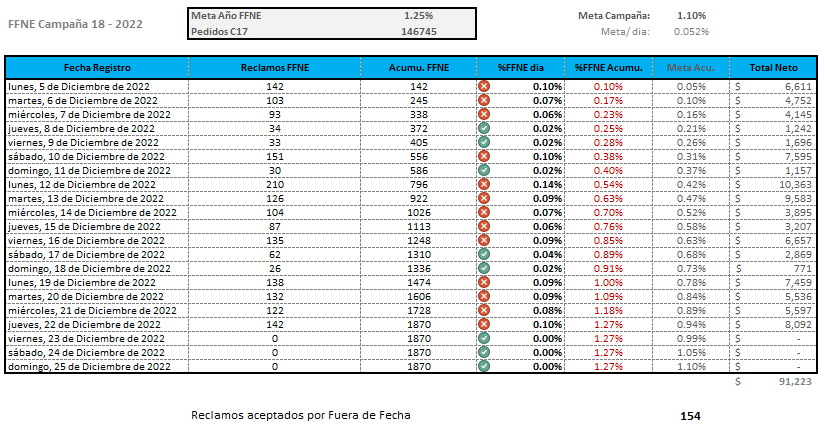 FFNE Campaña 18 - 2022
Meta Año FFNE 1.25% Meta Campaña: 1.10%
Pedidos C17 146745 Meta/ dia: 0.052%
Fecha Registro Reclamos FFNE Acumu. FFNE %FFNE dia %FFNE Acumu. Meta Acu. Total Neto
lunes, 5 de Diciembre de 2022 142 142 0.10% 0.10% 0.05% $ 6,611
martes, 6 de Diciembre de 2022 103 245 0.07% 0.17% 0.10% $ 4,752
miércoles, 7 de Diciembre de 2022 93 338 0.06% 0.23% 0.16% $ 4,145
jueves, 8 de Diciembre de 2022 34 372 0.02% 0.25% 0.21% $ 1,242
viernes, 9 de Diciembre de 2022 33 405 0.02% 0.28% 0.26% $ 1,696
sábado, 10 de Diciembre de 2022 151 556 0.10% 0.38% 0.31% $ 7,595
domingo, 11 de Diciembre de 2022 30 586 0.02% 0.40% 0.37% $ 1,157
lunes, 12 de Diciembre de 2022 210 796 0.14% 0.54% 0.42% $ 10,363
martes, 13 de Diciembre de 2022 126 922 0.09% 0.63% 0.47% $ 9,583
miércoles, 14 de Diciembre de 2022 104 1026 0.07% 0.70% 0.52% $ 3,895
jueves, 15 de Diciembre de 2022 87 1113 0.06% 0.76% 0.58% $ 3,207
viernes, 16 de Diciembre de 2022 135 1248 0.09% 0.85% 0.63% $ 6,657
sábado, 17 de Diciembre de 2022 62 1310 0.04% 0.89% 0.68% $ 2,869
domingo, 18 de Diciembre de 2022 26 1336 0.02% 0.91% 0.73% $ 771
lunes, 19 de Diciembre de 2022 138 1474 0.09% 1.00% 0.78% $ 7,459
martes, 20 de Diciembre de 2022 132 1606 0.09% 1.09% 0.84% $ 5,536
miércoles, 21 de Diciembre de 2022 122 1728 0.08% 1.18% 0.89% $ 5,597
jueves, 22 de Diciembre de 2022 142 1870 0.10% 1.27% 0.94% $ 8,092
viernes, 23 de Diciembre de 2022 0 1870 0.00% 1.27% 0.99% $ -
sábado, 24 de Diciembre de 2022 0 1870 0.00% 1.27% 1.05% $ -
domingo, 25 de Diciembre de 2022 0 1870 0.00% 1.27% 1.10% $ -
$ 91,223
Reclamos aceptados por Fuera de Fecha 154